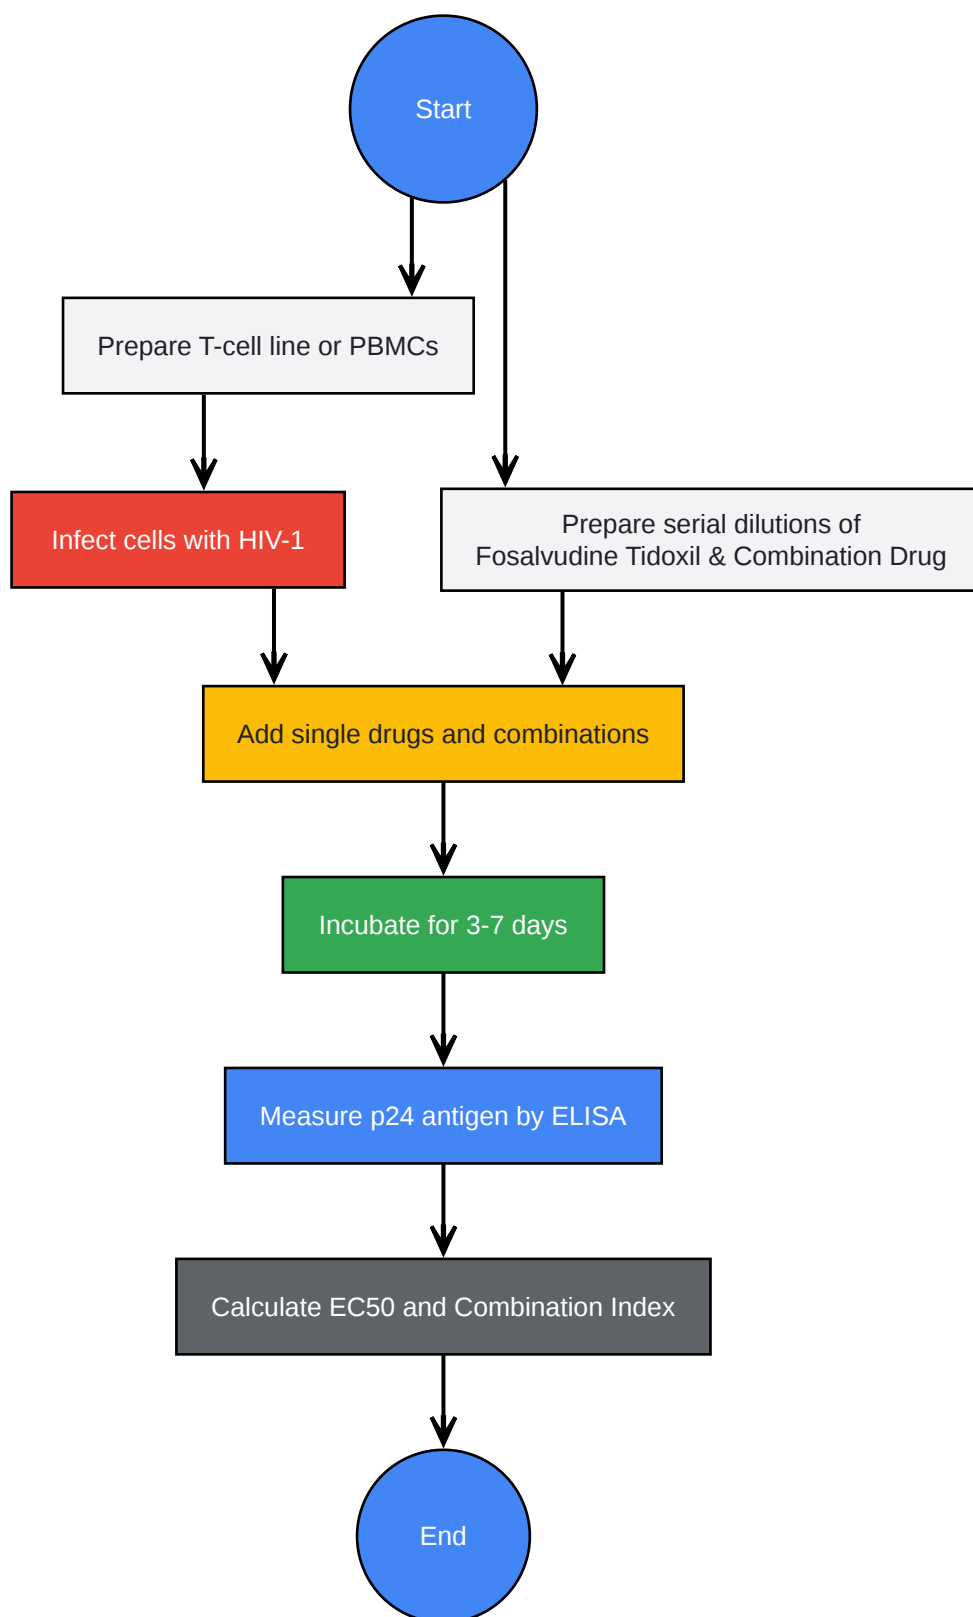 Start
Prepare T-cell line or PBMCs
Infect cells with HIV-1
Prepare serial dilutions of
Fosalvudine Tidoxil & Combination Drug
Add single drugs and combinations
Incubate for 3-7 days
Measure p24 antigen by ELISA
Calculate EC50 and Combination Index
End